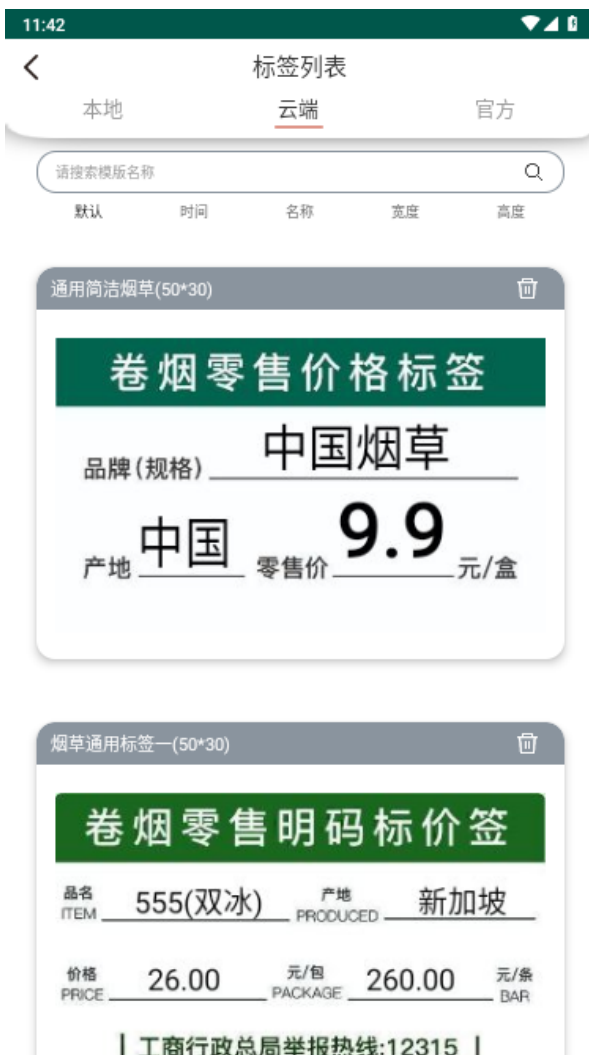 11:42
标签列表
本地 云端 官方
请搜索模版名称
默认 时间 名称 宽度 高度
通用简洁烟草(50*30)
卷烟零售价格标签
品牌(规格) 中国烟草
产地 中国 零售价 9.9 元/盒
烟草通用标签一(50*30)
卷烟零售明码标价签
品名 555(双冰) 产地 新加坡
ITEM PRODUCED
价格 26.00 元/包 260.00 元/条
PRICE PACKAGE BAR
工商行政总局举报热线:12315